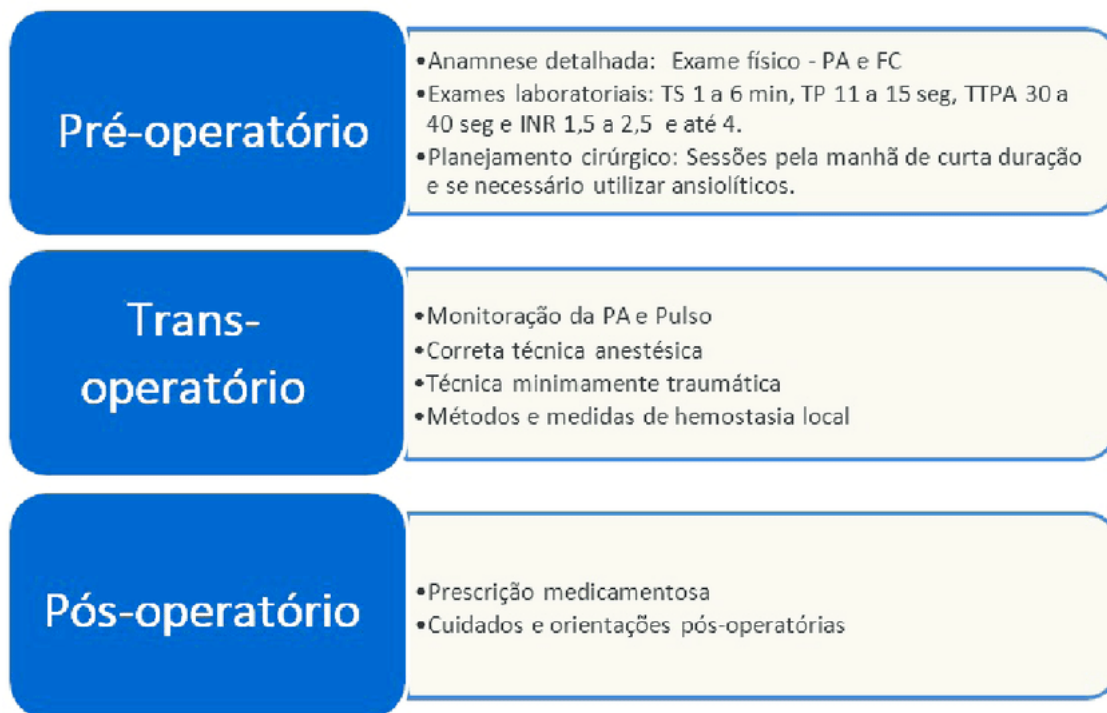 Pré-operatório
•Anamnese detalhada:  Exame físico - PA e FC
•Exames laboratoriais: TS 1 a 6 min, TP 11 a 15 seg, TTPA 30 a
40 seg e INR 1,5 a 2,5  e até 4.
•Planejamento cirúrgico: Sessões pela manhã de curta duração
e se necessário utilizar ansiolíticos.
Trans-
operatório
•Monitoração da PA e Pulso
•Correta técnica anestésica
•Técnica minimamente traumática
•Métodos e medidas de hemostasia local
Pós-operatório
•Prescrição medicamentosa
•Cuidados e orientações pós-operatórias